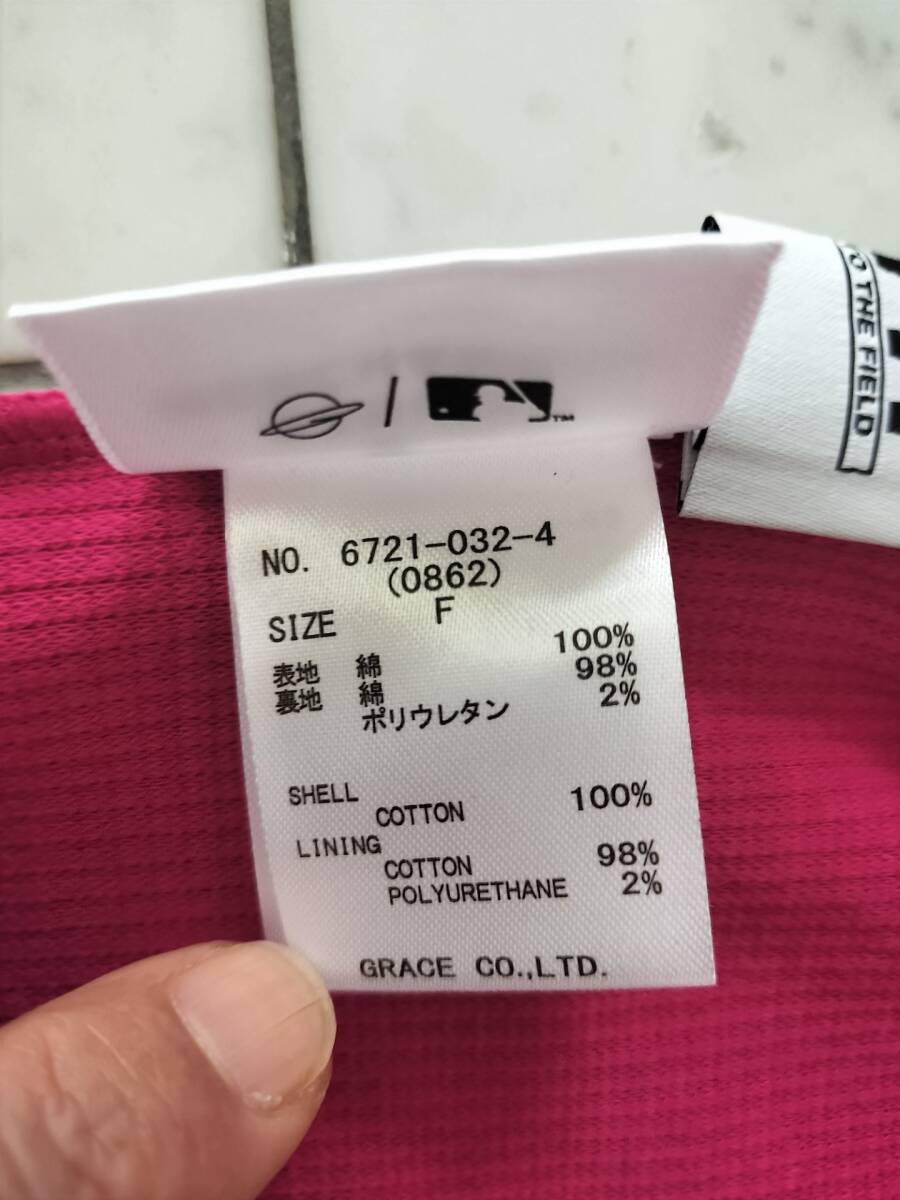 NO. 6721-032-4
(0862)
SIZE F
表地 綿 100%
裏地 綿 98%
ポリウレタン 2%
SHELL
COTTON 100%
LINING
COTTON 98%
POLYURETHANE 2%
GRACE CO.,LTD.
TM
THE FIELD